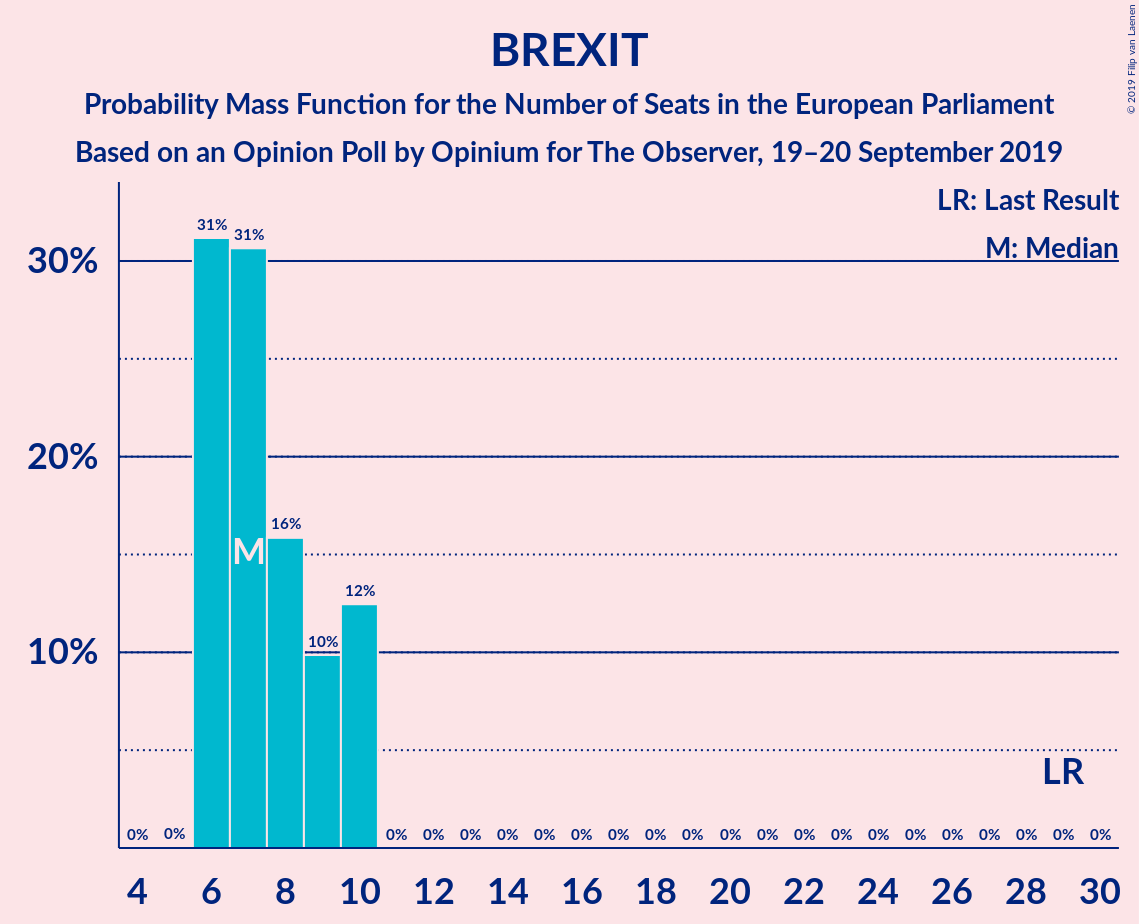 BREXIT
Probability Mass Function for the Number of Seats in the European Parliament
Based on an Opinion Poll by Opinium for The Observer, 19–20 September 2019
© 2019 Filip van Laenen
LR: Last Result
M: Median
30%
20%
10%
31%
31%
16%
10%
12%
M
LR
0% 0% 0% 0% 0% 0% 0% 0% 0% 0% 0% 0% 0% 0% 0% 0% 0% 0% 0% 0% 0% 0%
4 6 8 10 12 14 16 18 20 22 24 26 28 30